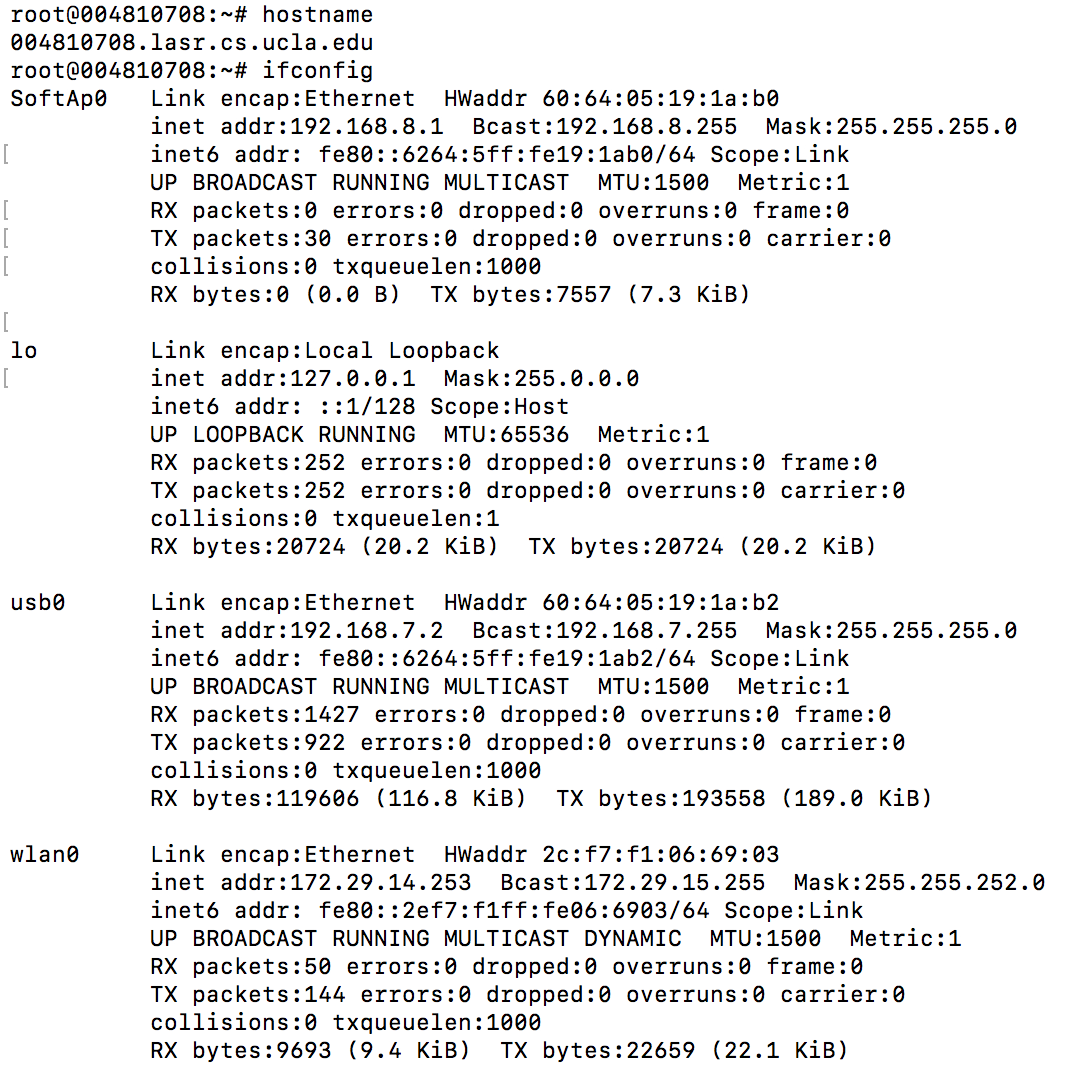 root@004810708:~# hostname
004810708.lasr.cs.ucla.edu
root@004810708:~# ifconfig
SoftAp0   Link encap:Ethernet  HWaddr 60:64:05:19:1a:b0
          inet addr:192.168.8.1  Bcast:192.168.8.255  Mask:255.255.255.0
[         inet6 addr: fe80::6264:5ff:fe19:1ab0/64 Scope:Link
          UP BROADCAST RUNNING MULTICAST  MTU:1500  Metric:1
[         RX packets:0 errors:0 dropped:0 overruns:0 frame:0
[         TX packets:30 errors:0 dropped:0 overruns:0 carrier:0
[         collisions:0 txqueuelen:1000
          RX bytes:0 (0.0 B)  TX bytes:7557 (7.3 KiB)
[
lo        Link encap:Local Loopback
[         inet addr:127.0.0.1  Mask:255.0.0.0
          inet6 addr: ::1/128 Scope:Host
          UP LOOPBACK RUNNING  MTU:65536  Metric:1
          RX packets:252 errors:0 dropped:0 overruns:0 frame:0
          TX packets:252 errors:0 dropped:0 overruns:0 carrier:0
          collisions:0 txqueuelen:1
          RX bytes:20724 (20.2 KiB)  TX bytes:20724 (20.2 KiB)

usb0      Link encap:Ethernet  HWaddr 60:64:05:19:1a:b2
          inet addr:192.168.7.2  Bcast:192.168.7.255  Mask:255.255.255.0
          inet6 addr: fe80::6264:5ff:fe19:1ab2/64 Scope:Link
          UP BROADCAST RUNNING MULTICAST  MTU:1500  Metric:1
          RX packets:1427 errors:0 dropped:0 overruns:0 frame:0
          TX packets:922 errors:0 dropped:0 overruns:0 carrier:0
          collisions:0 txqueuelen:1000
          RX bytes:119606 (116.8 KiB)  TX bytes:193558 (189.0 KiB)

wlan0     Link encap:Ethernet  HWaddr 2c:f7:f1:06:69:03
          inet addr:172.29.14.253  Bcast:172.29.15.255  Mask:255.255.252.0
          inet6 addr: fe80::2ef7:f1ff:fe06:6903/64 Scope:Link
          UP BROADCAST RUNNING MULTICAST DYNAMIC  MTU:1500  Metric:1
          RX packets:50 errors:0 dropped:0 overruns:0 frame:0
          TX packets:144 errors:0 dropped:0 overruns:0 carrier:0
          collisions:0 txqueuelen:1000
          RX bytes:9693 (9.4 KiB)  TX bytes:22659 (22.1 KiB)